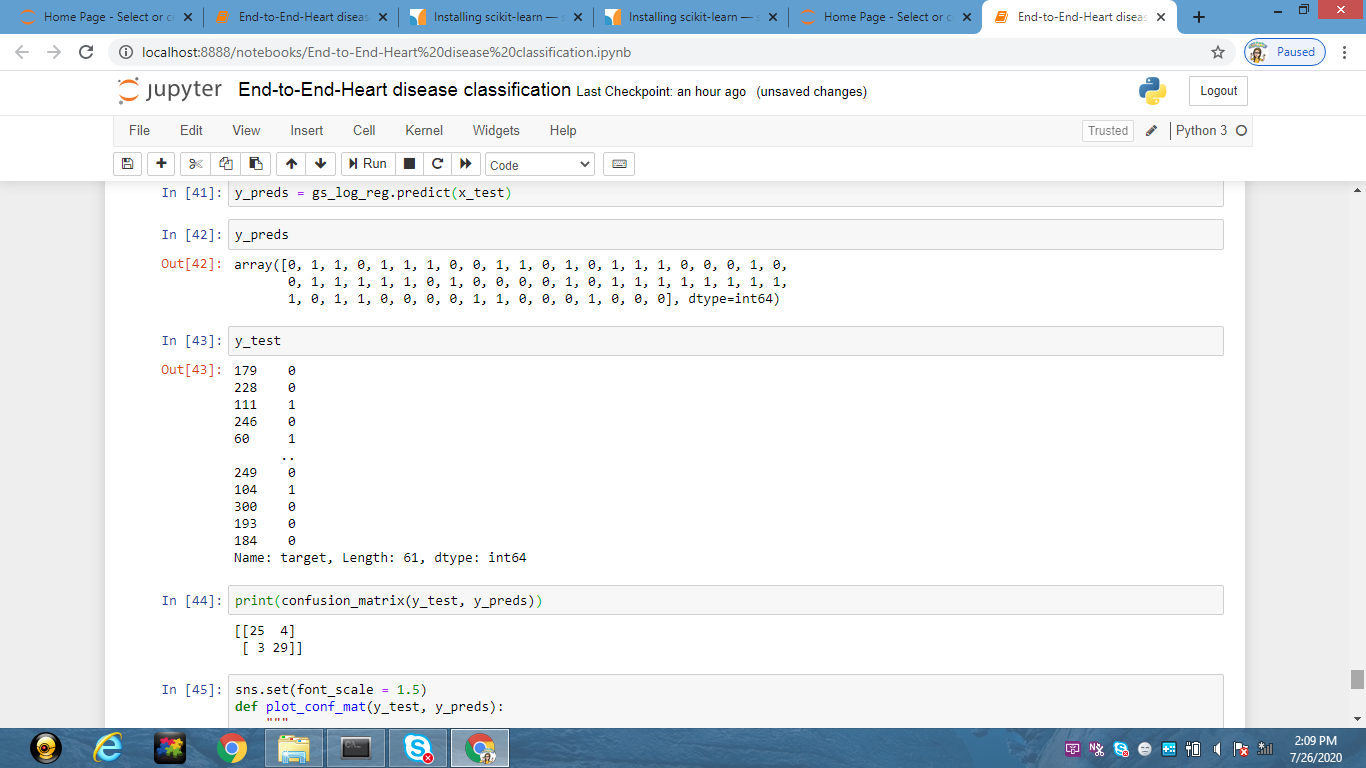 Home Page - Select or c
End-to-End-Heart diseas
Installing scikit-learn — s
Installing scikit-learn — s
Home Page - Select or c
End-to-End-Heart diseas
localhost:8888/notebooks/End-to-End-Heart%20disease%20classification.ipynb
Paused
jupyter End-to-End-Heart disease classification Last Checkpoint: an hour ago (unsaved changes)
Logout
File Edit View Insert Cell Kernel Widgets Help
Trusted
Python 3
Run
Code
In [41]: y_preds = gs_log_reg.predict(x_test)
In [42]: y_preds
Out[42]: array([0, 1, 1, 0, 1, 1, 1, 0, 0, 1, 1, 0, 1, 0, 1, 1, 1, 0, 0, 0, 1, 0,
0, 1, 1, 1, 1, 1, 0, 1, 0, 0, 0, 0, 1, 0, 1, 1, 1, 1, 1, 1, 1, 1,
1, 0, 1, 1, 0, 0, 0, 0, 1, 1, 0, 0, 0, 1, 0, 0, 0], dtype=int64)
In [43]: y_test
Out[43]: 179 0
228 0
111 1
246 0
60 1
..
249 0
104 1
300 0
193 0
184 0
Name: target, Length: 61, dtype: int64
In [44]: print(confusion_matrix(y_test, y_preds))
[[25 4]
[ 3 29]]
In [45]: sns.set(font_scale = 1.5)
def plot_conf_mat(y_test, y_preds):
"""
2:09 PM
7/26/2020